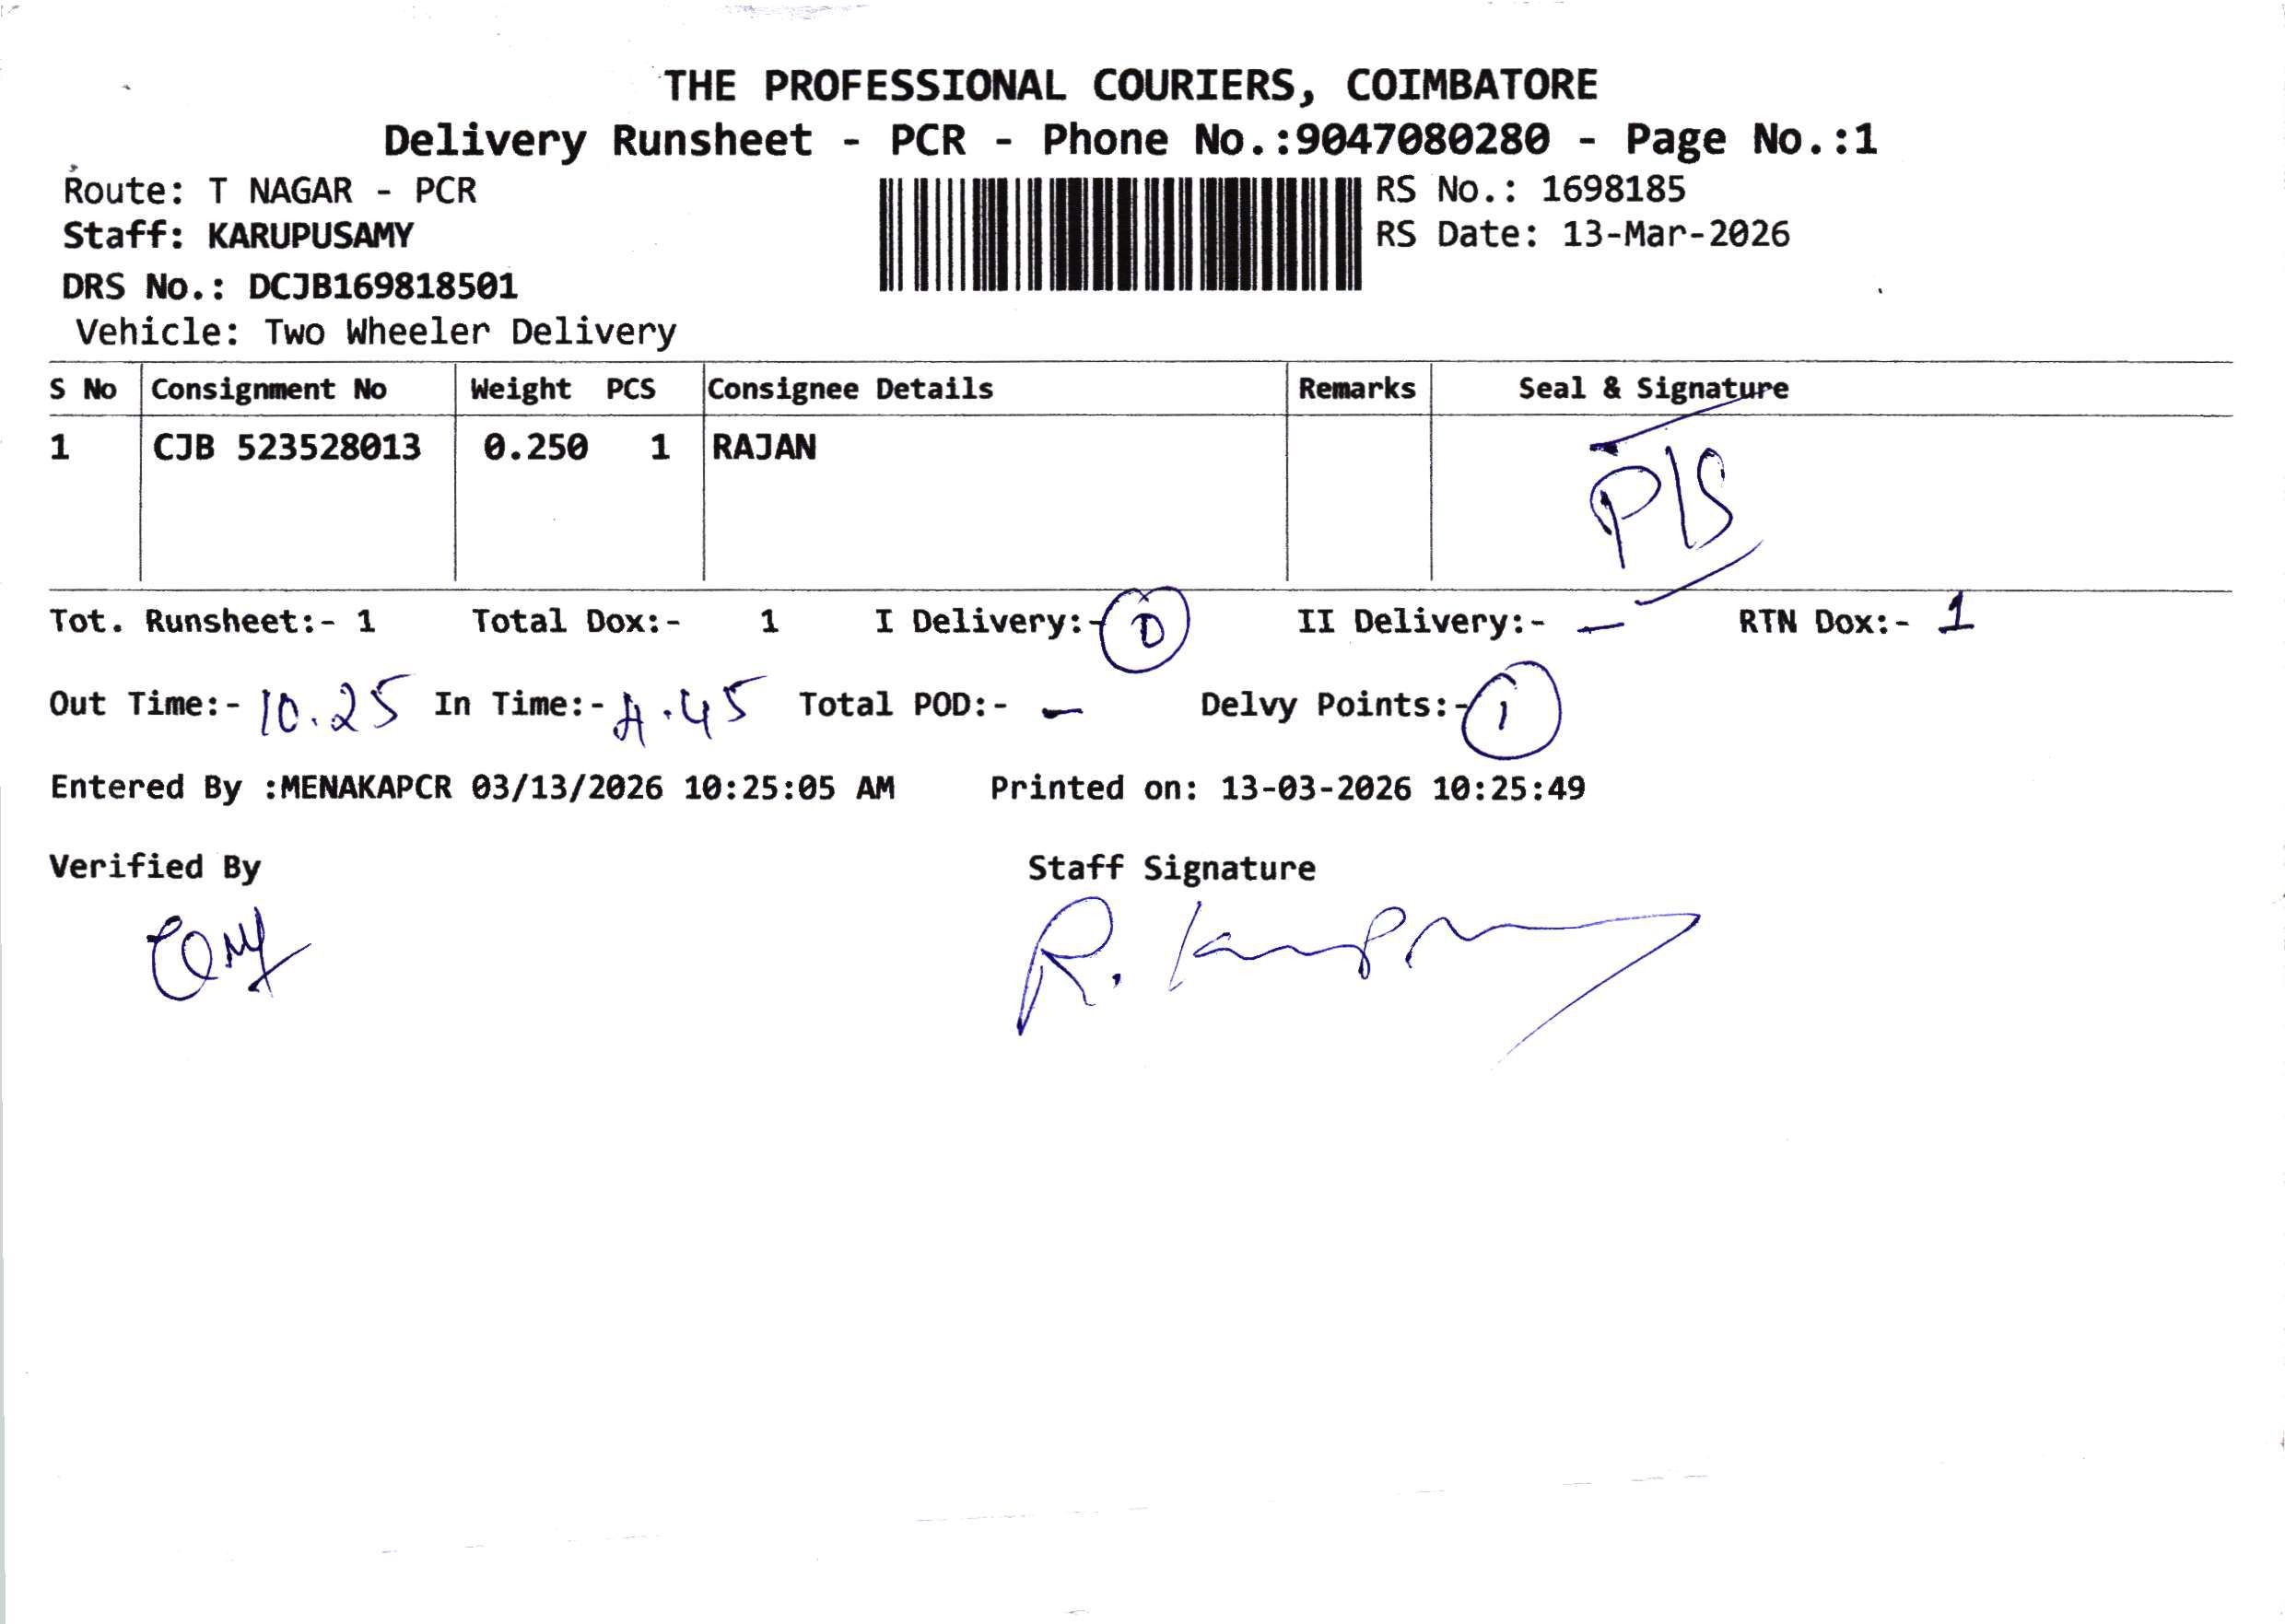 THE PROFESSIONAL COURIERS, COIMBATORE
Delivery Runsheet - PCR - Phone No.:9047080280 - Page No.:1
Route: T NAGAR - PCR RS No.: 1698185
Staff: KARUPUSAMY RS Date: 13-Mar-2026
DRS No.: DCJB169818501
Vehicle: Two Wheeler Delivery
S No Consignment No Weight PCS Consignee Details Remarks Seal & Signature
1 CJB 523528013 0.250 1 RAJAN
Tot. Runsheet:- 1 Total Dox:- 1 I Delivery:- II Delivery:- — RTN Dox:- 1
Out Time:- 10.25 In Time:- Total POD:- — Delvy Points:- 1
Entered By :MENAKAPCR 03/13/2026 10:25:05 AM Printed on: 13-03-2026 10:25:49
Verified By Staff Signature